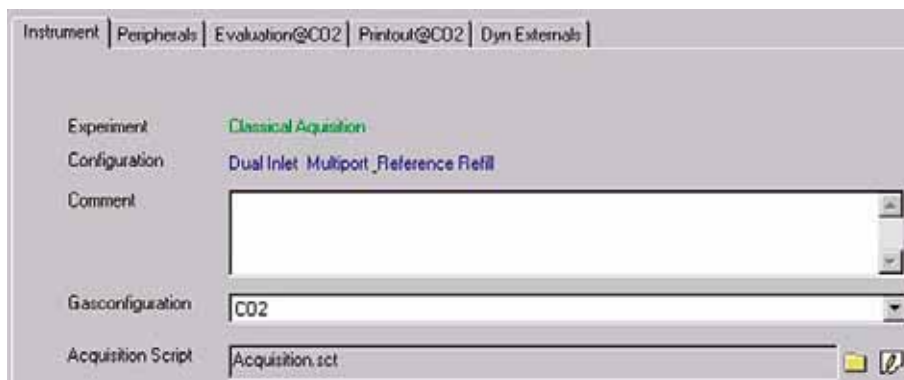 Instrument Peripherals Evaluation@CO2 Printout@CO2 Dyn Externals
Experiment Classical Aquisition
Configuration Dual Inlet Multiport_Reference Refill
Comment
Gasconfiguration CO2
Acquisition Script Acquisition.sct